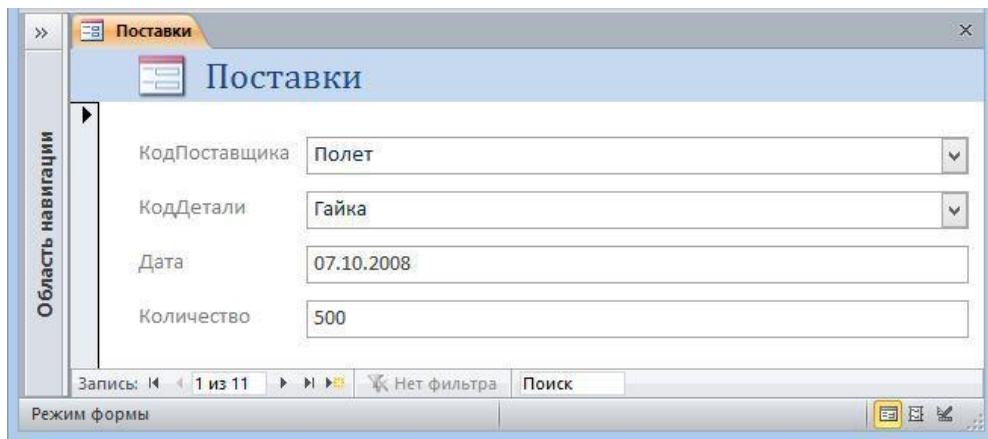 Поставки
Поставки
Область навигации
КодПоставщика Полет
КодДетали Гайка
Дата 07.10.2008
Количество 500
Запись: 1 из 11 Нет фильтра Поиск
Режим формы